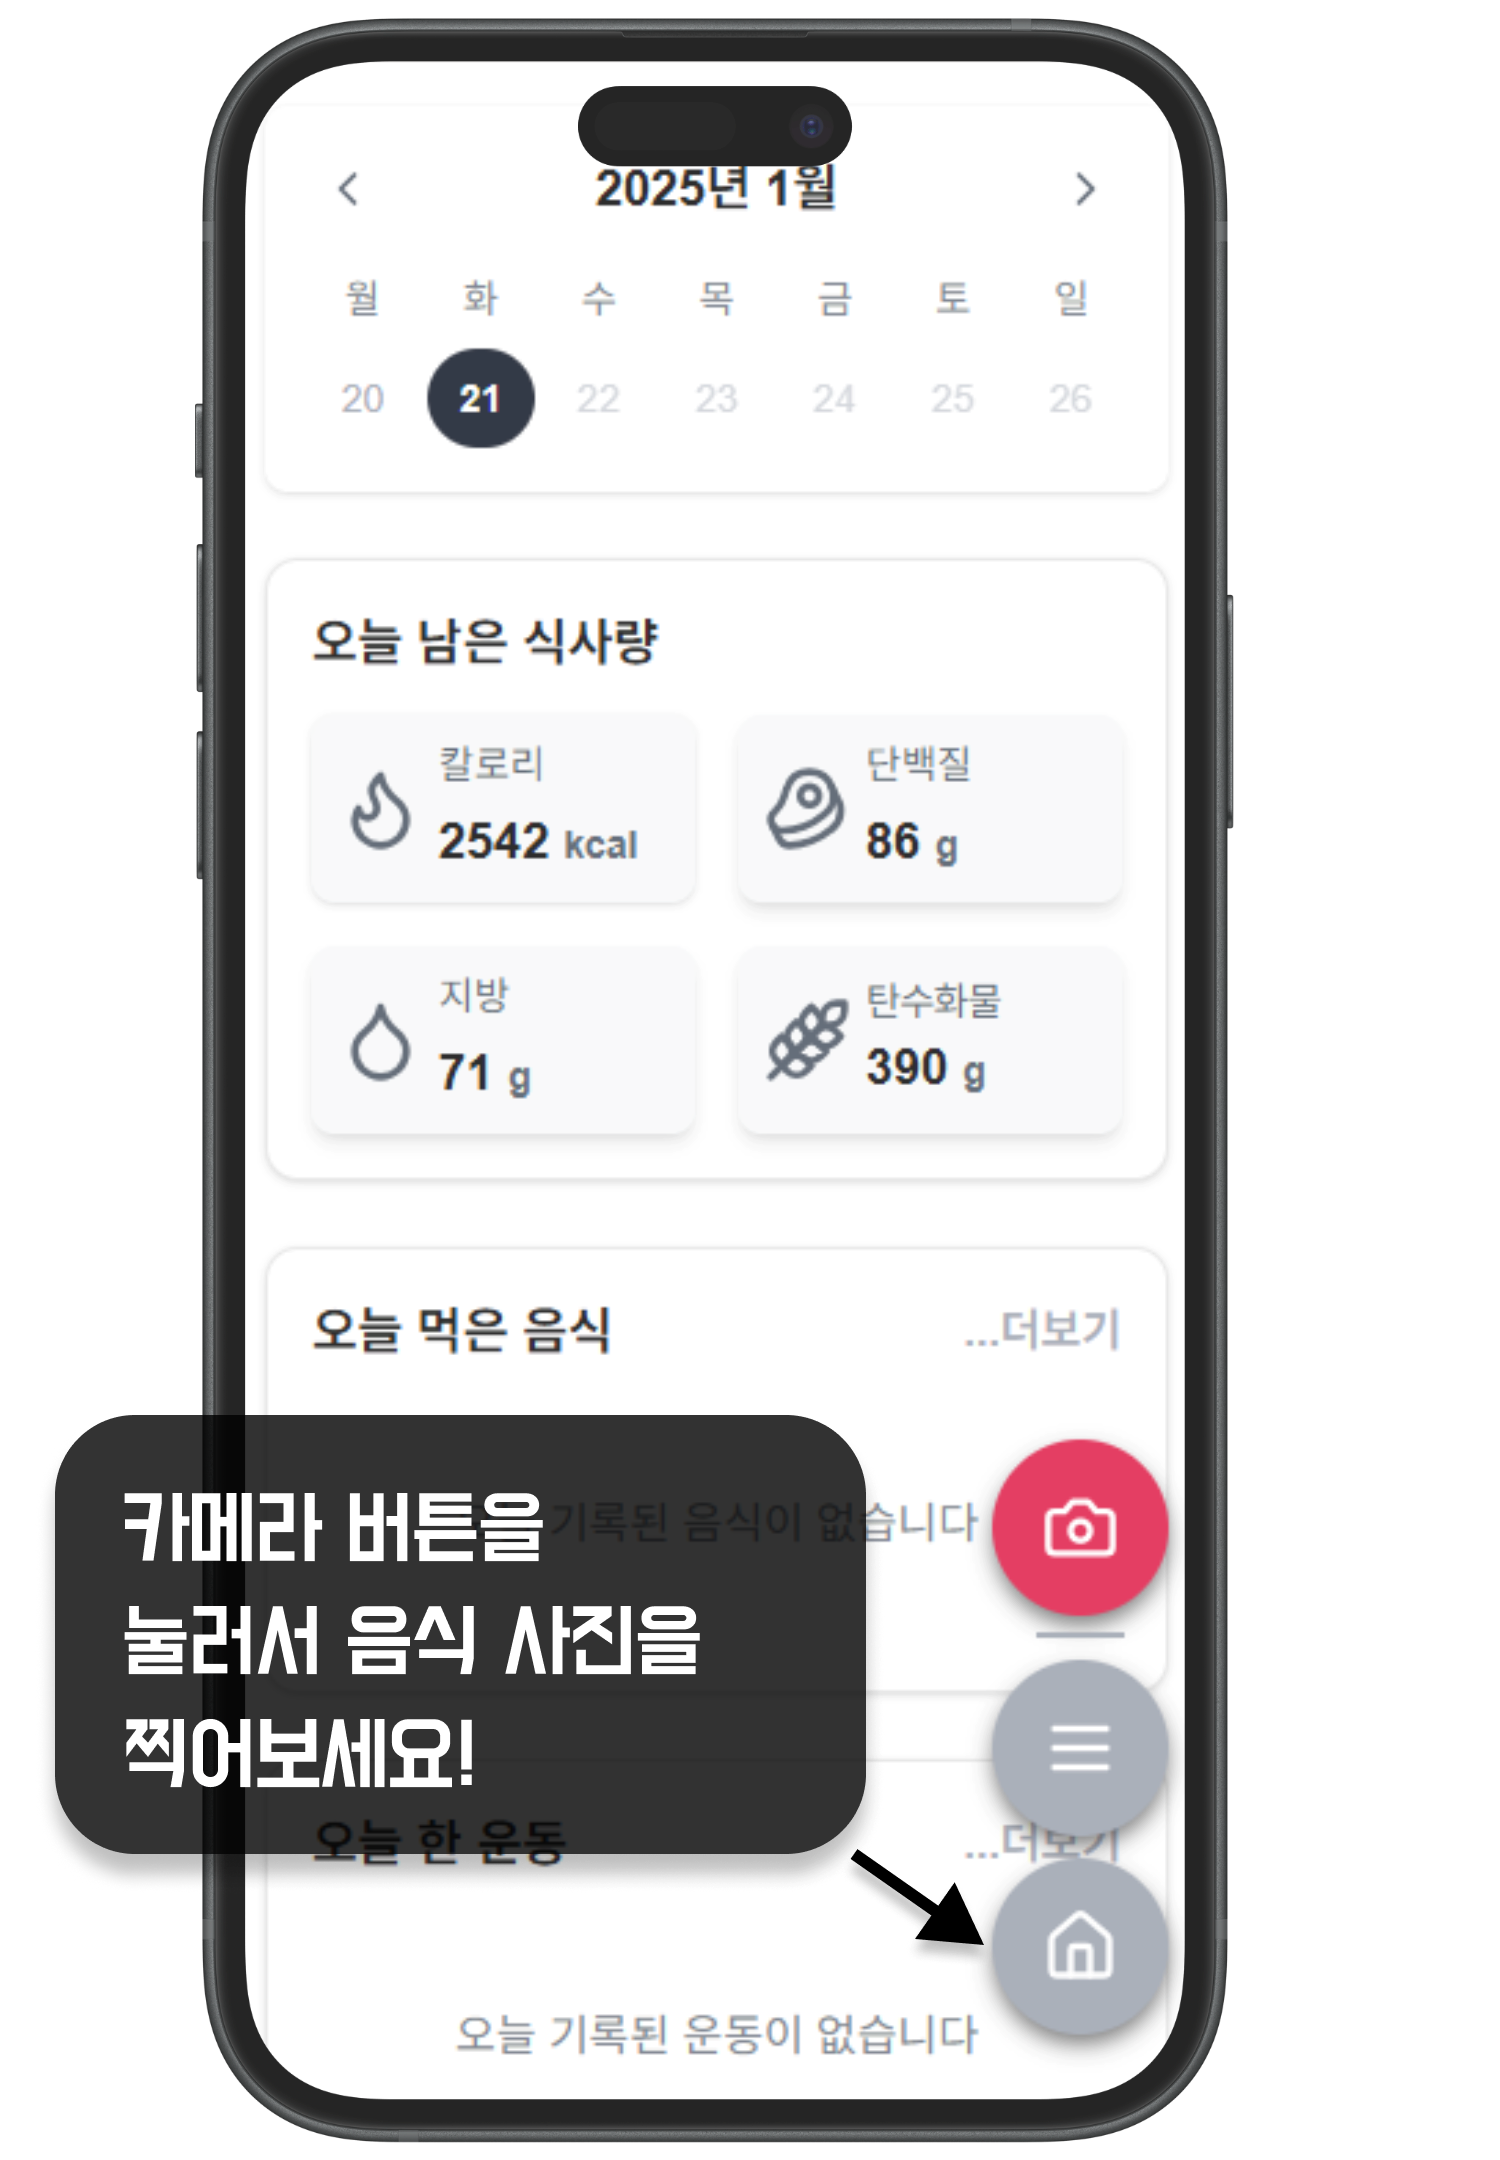 2025년 1월
월 화 수 목 금 토 일
20 21 22 23 24 25 26
오늘 남은 식사량
칼로리
2542 kcal
단백질
86 g
지방
71 g
탄수화물
390 g
오늘 먹은 음식
...더보기
기록된 음식이 없습니다
카메라 버튼을
눌러서 음식 사진을
찍어보세요!
오늘 한 운동
...더보기
오늘 기록된 운동이 없습니다